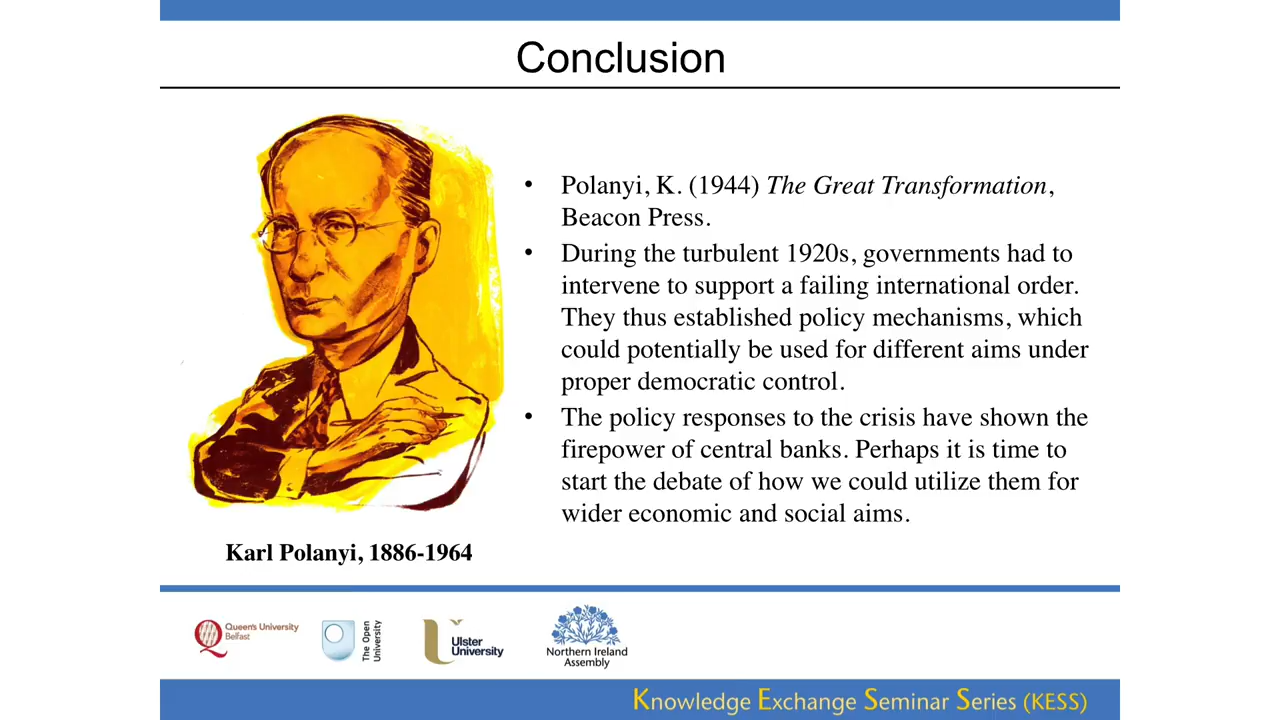 Conclusion
• Polanyi, K. (1944) The Great Transformation,
Beacon Press.
• During the turbulent 1920s, governments had to
intervene to support a failing international order.
They thus established policy mechanisms, which
could potentially be used for different aims under
proper democratic control.
• The policy responses to the crisis have shown the
firepower of central banks. Perhaps it is time to
start the debate of how we could utilize them for
wider economic and social aims.
Karl Polanyi, 1886-1964
Queen's University
Belfast
The Open
University
Ulster
University
Northern Ireland
Assembly
Knowledge Exchange Seminar Series (KESS)